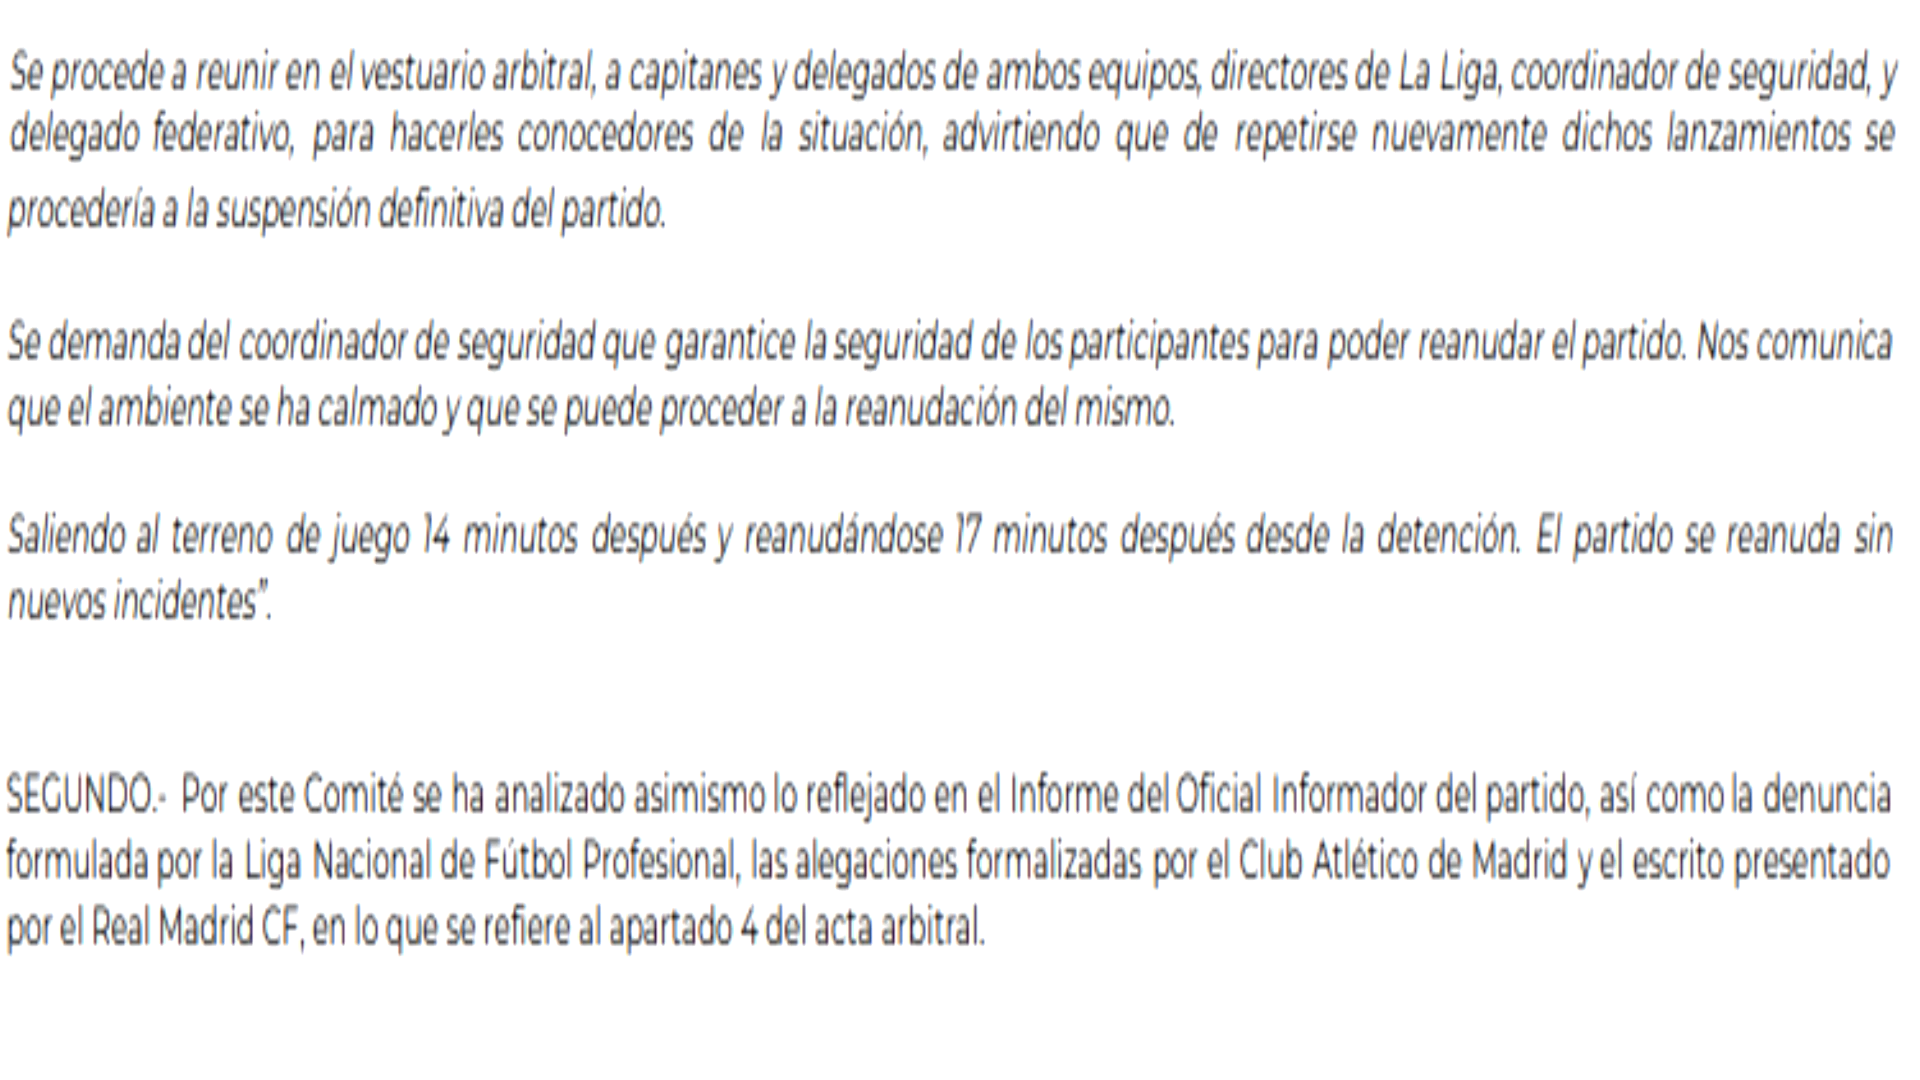 Se procede a reunir en el vestuario arbitral, a capitanes y delegados de ambos equipos, directores de La Liga, coordinador de seguridad, y
delegado federativo, para hacerles conocedores de la situación, advirtiendo que de repetirse nuevamente dichos lanzamientos se
procedería a la suspensión definitiva del partido.
Se demanda del coordinador de seguridad que garantice la seguridad de los participantes para poder reanudar el partido. Nos comunica
que el ambiente se ha calmado y que se puede proceder a la reanudación del mismo.
Saliendo al terreno de juego 14 minutos después y reanudándose 17 minutos después desde la detención. El partido se reanuda sin
nuevos incidentes”.
SEGUNDO.- Por este Comité se ha analizado asimismo lo reflejado en el Informe del Oficial Informador del partido, así como la denuncia
formulada por la Liga Nacional de Fútbol Profesional, las alegaciones formalizadas por el Club Atlético de Madrid y el escrito presentado
por el Real Madrid CF, en lo que se refiere al apartado 4 del acta arbitral.